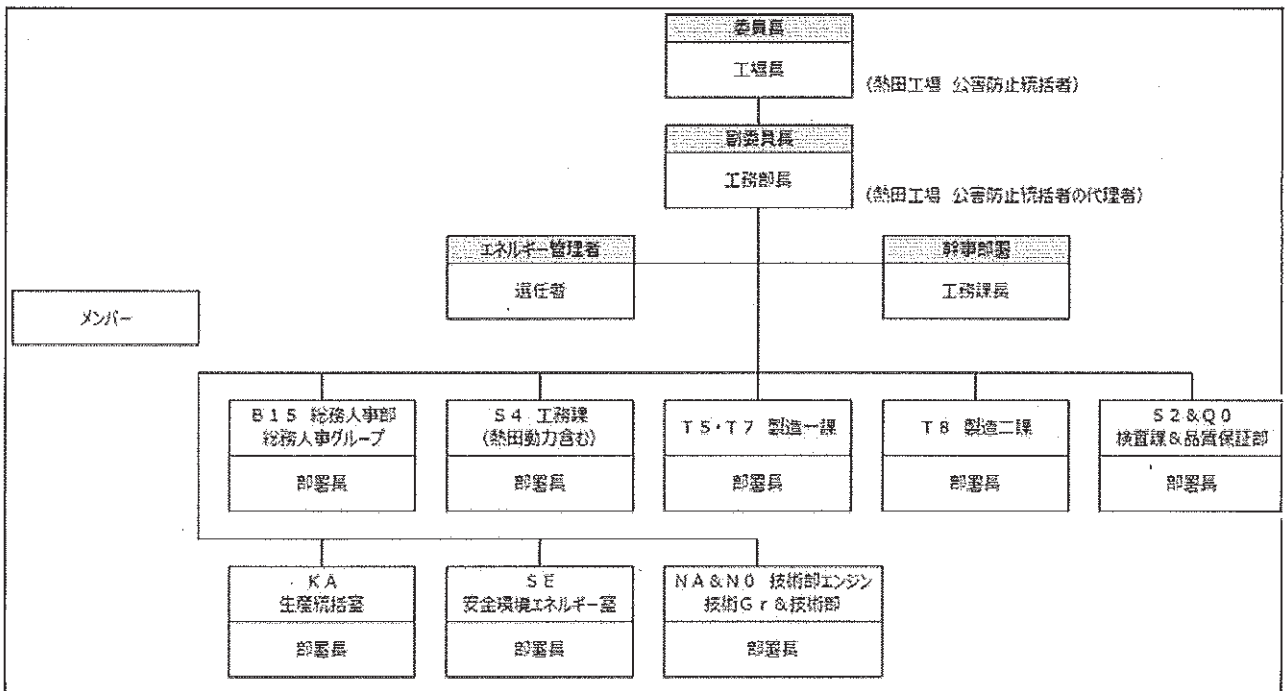 委員長
工場長
(熱田工場 公害防止統括者)
副委員長
工務部長
(熱田工場 公害防止統括者の代理者)
エネルギー管理者
選任者
幹事部署
工務課長
メンバー
B15 総務人事部
総務人事グループ
部署長
S4 工務課
(熱田動力含む)
部署長
T5・T7 製造一課
部署長
T8 製造二課
部署長
S2&Q0
検査課&品質保証部
部署長
KA
生産統括室
部署長
SE
安全環境エネルギー室
部署長
NA&N0 技術部エンジン
技術Gr&技術部
部署長